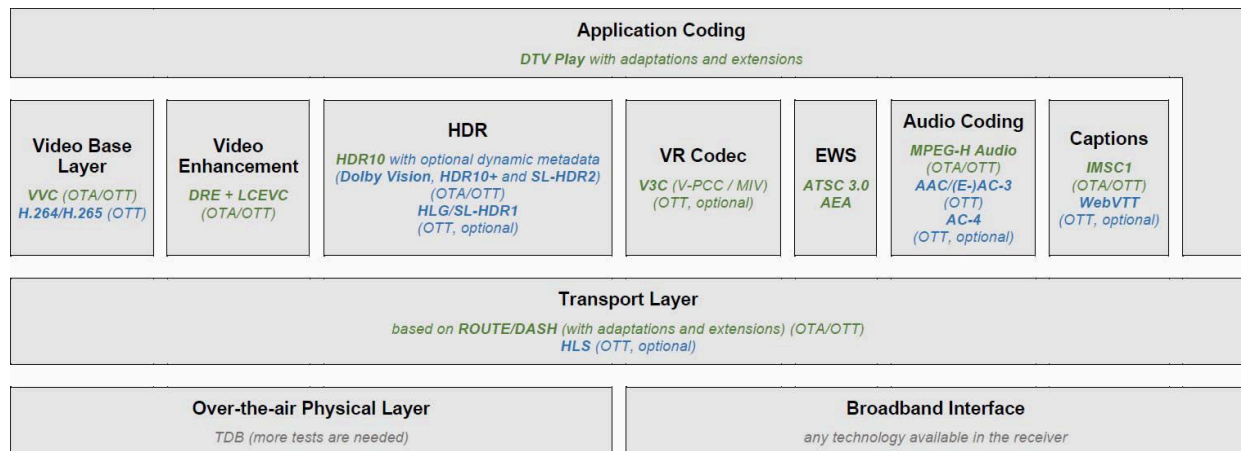 Application Coding
DTV Play with adaptations and extensions
Video Base
Layer
VVC (OTA/OTT)
H.264/H.265 (OTT)
Video
Enhancement
DRE + LCEVC
(OTA/OTT)
HDR
HDR10 with optional dynamic metadata
(Dolby Vision, HDR10+ and SL-HDR2)
(OTA/OTT)
HLG/SL-HDR1
(OTT, optional)
VR Codec
V3C (V-PCC / MIV)
(OTT, optional)
EWS
ATSC 3.0
AEA
Audio Coding
MPEG-H Audio
(OTA/OTT)
AAC/(E-)AC-3
(OTT)
AC-4
(OTT, optional)
Captions
IMSC1
(OTA/OTT)
WebVTT
(OTT, optional)
Transport Layer
based on ROUTE/DASH (with adaptations and extensions) (OTA/OTT)
HLS (OTT, optional)
Over-the-air Physical Layer
TDB (more tests are needed)
Broadband Interface
any technology available in the receiver